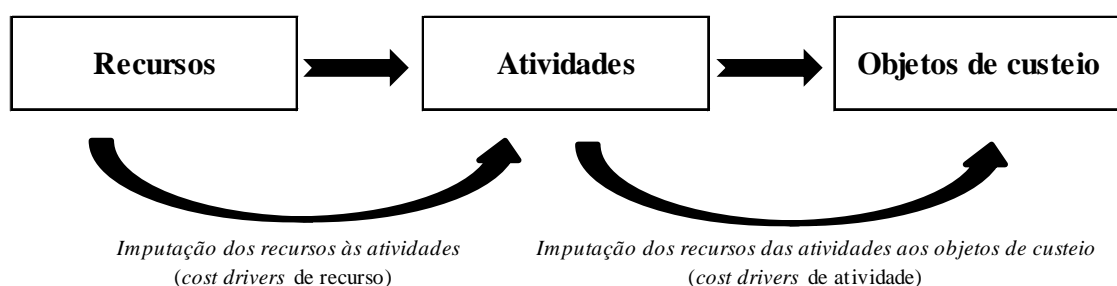 Recursos
Atividades
Objetos de custeio
Imputação dos recursos às atividades
(cost drivers de recurso)
Imputação dos recursos das atividades aos objetos de custeio
(cost drivers de atividade)